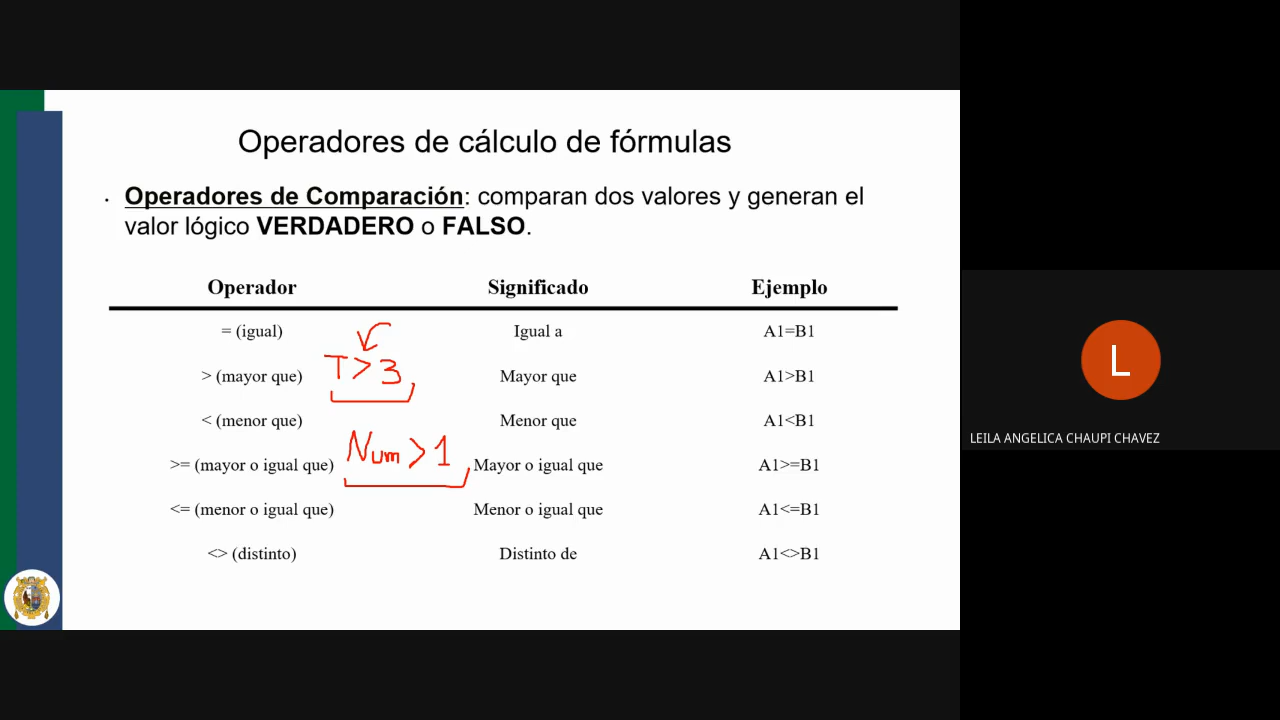 Operadores de cálculo de fórmulas
. Operadores de Comparación: comparan dos valores y generan el
valor lógico VERDADERO o FALSO.
Operador Significado Ejemplo
= (igual) Igual a A1=B1
> (mayor que) T>3 Mayor que A1>B1
< (menor que) Menor que A1<B1
>= (mayor o igual que) Num>1 Mayor o igual que A1>=B1
<= (menor o igual que) Menor o igual que A1<=B1
<> (distinto) Distinto de A1<>B1
L
LEILA ANGELICA CHAUPI CHAVEZ